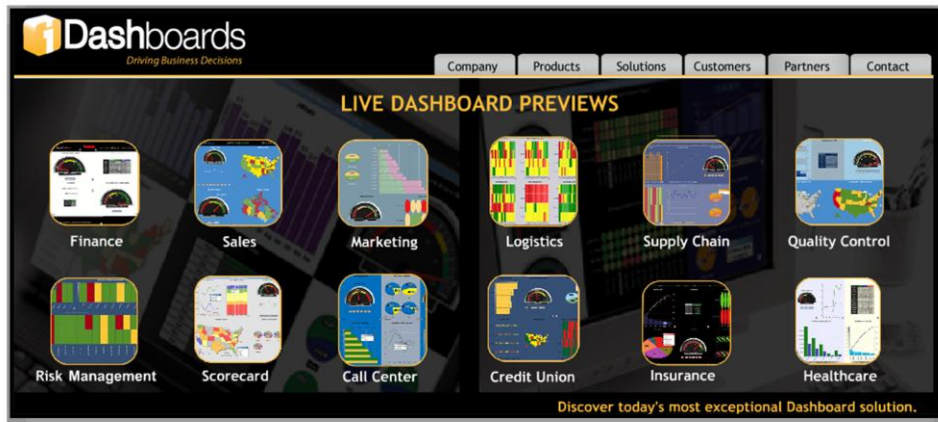 iDashboards
Driving Business Decisions
Company Products Solutions Customers Partners Contact
LIVE DASHBOARD PREVIEWS
Finance Sales Marketing Logistics Supply Chain Quality Control
Risk Management Scorecard Call Center Credit Union Insurance Healthcare
Discover today's most exceptional Dashboard solution.